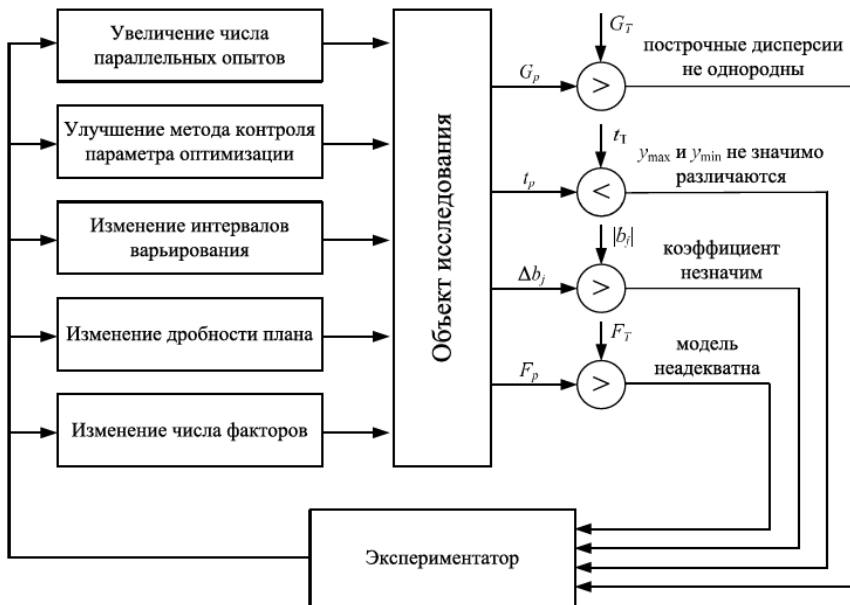 Увеличение числа
параллельных опытов
Улучшение метода контроля
параметра оптимизации
Изменение интервалов
варьирования
Изменение дробности плана
Изменение числа факторов
Объект исследования
G_T
G_p
>
построчные дисперсии
не однородны
t_т
t_p
<
y_max и y_min не значимо
различаются
|b_j|
Δb_j
>
коэффициент
незначим
F_T
F_p
>
модель
неадекватна
Экспериментатор